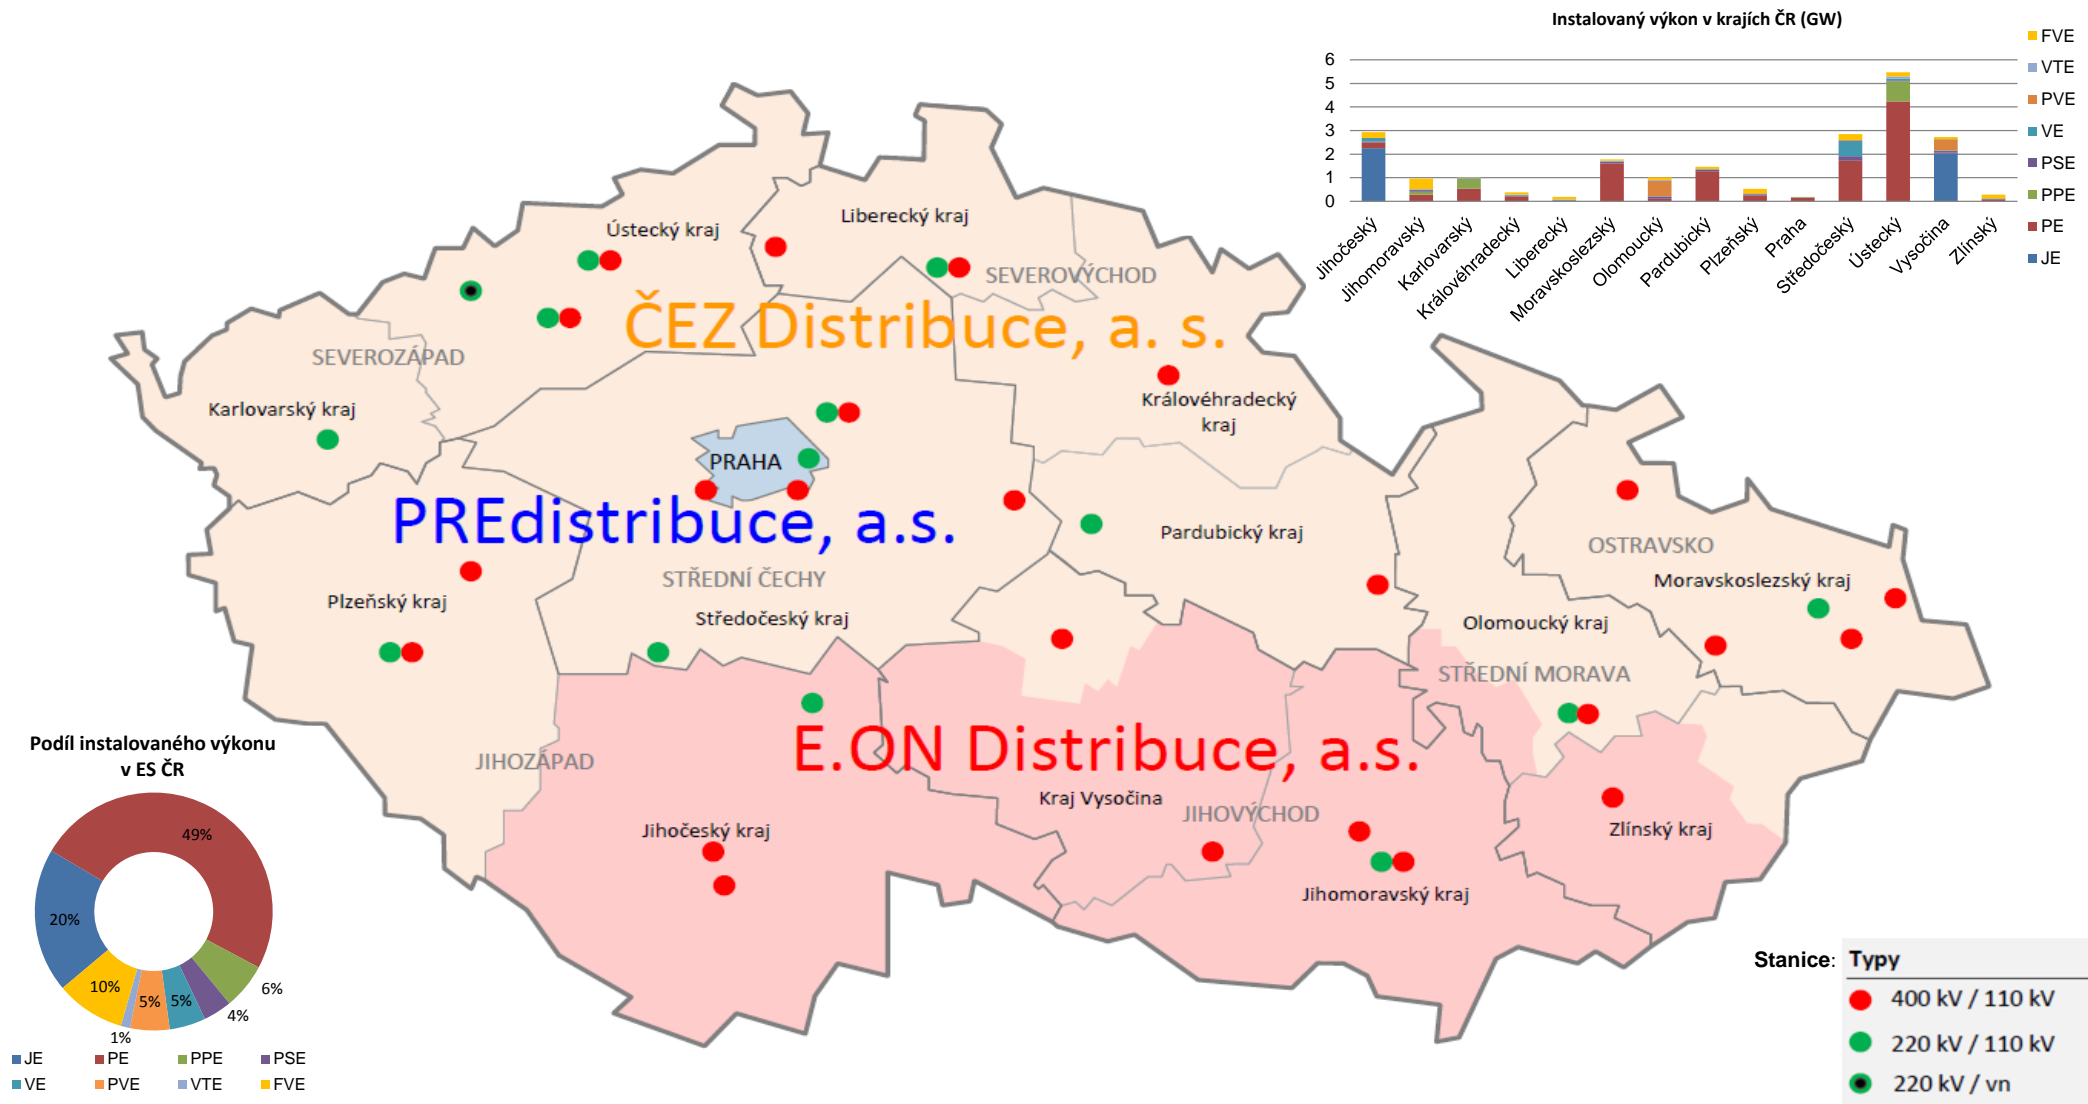 Instalovaný výkon v krajích ČR (GW)
6
5
4
3
2
1
0
Jihočeský
Jihomoravský
Karlovarský
Královéhradecký
Liberecký
Moravskoslezský
Olomoucký
Pardubický
Plzeňský
Praha
Středočeský
Ústecký
Vysočina
Zlínský
FVE
VTE
PVE
VE
PSE
PPE
PE
JE
Liberecký kraj
Ústecký kraj
SEVEROVÝCHOD
ČEZ Distribuce, a. s.
SEVEROZÁPAD
Karlovarský kraj
Královéhradecký
kraj
PRAHA
PREdistribuce, a.s.
Pardubický kraj
OSTRAVSKO
STŘEDNÍ ČECHY
Moravskoslezský kraj
Plzeňský kraj
Středočeský kraj
Olomoucký kraj
STŘEDNÍ MORAVA
E.ON Distribuce, a.s.
JIHOZÁPAD
Kraj Vysočina
JIHOVÝCHOD
Jihočeský kraj
Zlínský kraj
Jihomoravský kraj
Podíl instalovaného výkonu
v ES ČR
49%
20%
10%
1%
5%
5%
4%
6%
JE PE PPE PSE
VE PVE VTE FVE
Stanice: Typy
400 kV / 110 kV
220 kV / 110 kV
220 kV / vn